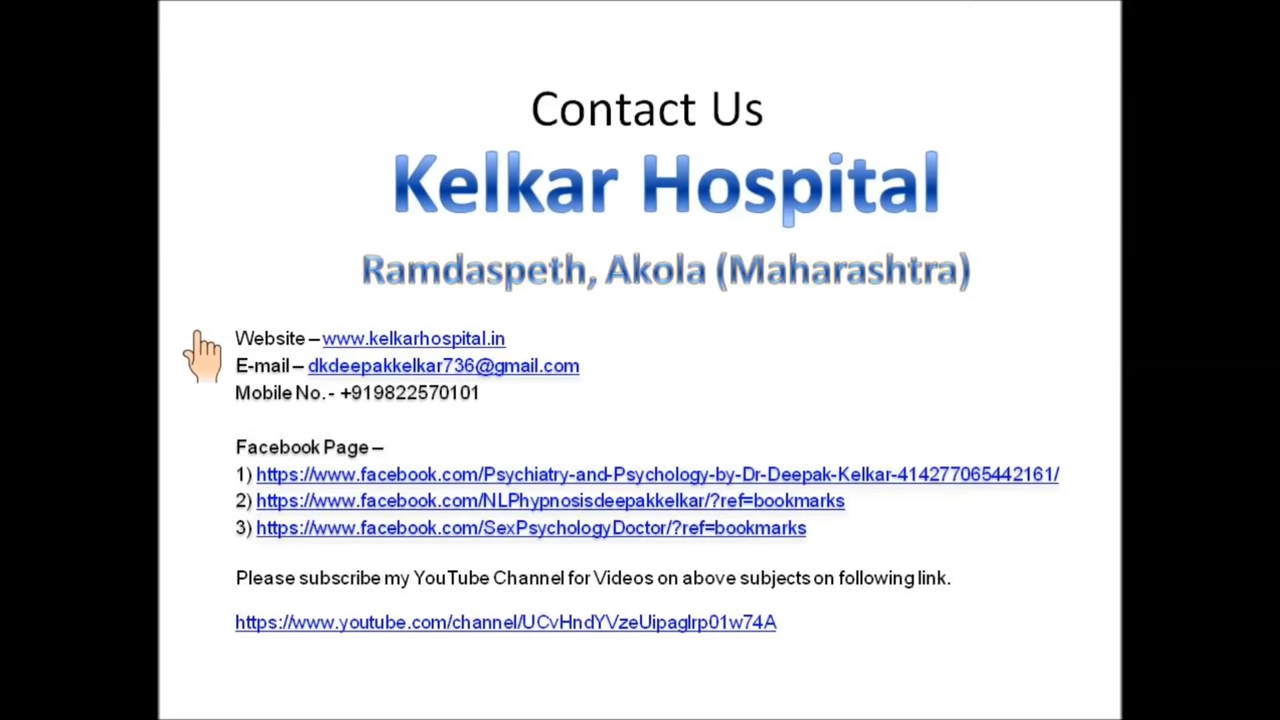 Contact Us
Kelkar Hospital
Ramdaspeth, Akola (Maharashtra)
Website – www.kelkarhospital.in
E-mail – dkdeepakkelkar736@gmail.com
Mobile No. - +919822570101
Facebook Page –
1) https://www.facebook.com/Psychiatry-and-Psychology-by-Dr-Deepak-Kelkar-414277065442161/
2) https://www.facebook.com/NLPhypnosisdeepakkelkar/?ref=bookmarks
3) https://www.facebook.com/SexPsychologyDoctor/?ref=bookmarks
Please subscribe my YouTube Channel for Videos on above subjects on following link.
https://www.youtube.com/channel/UCvHndYVzeUipaglrp01w74A